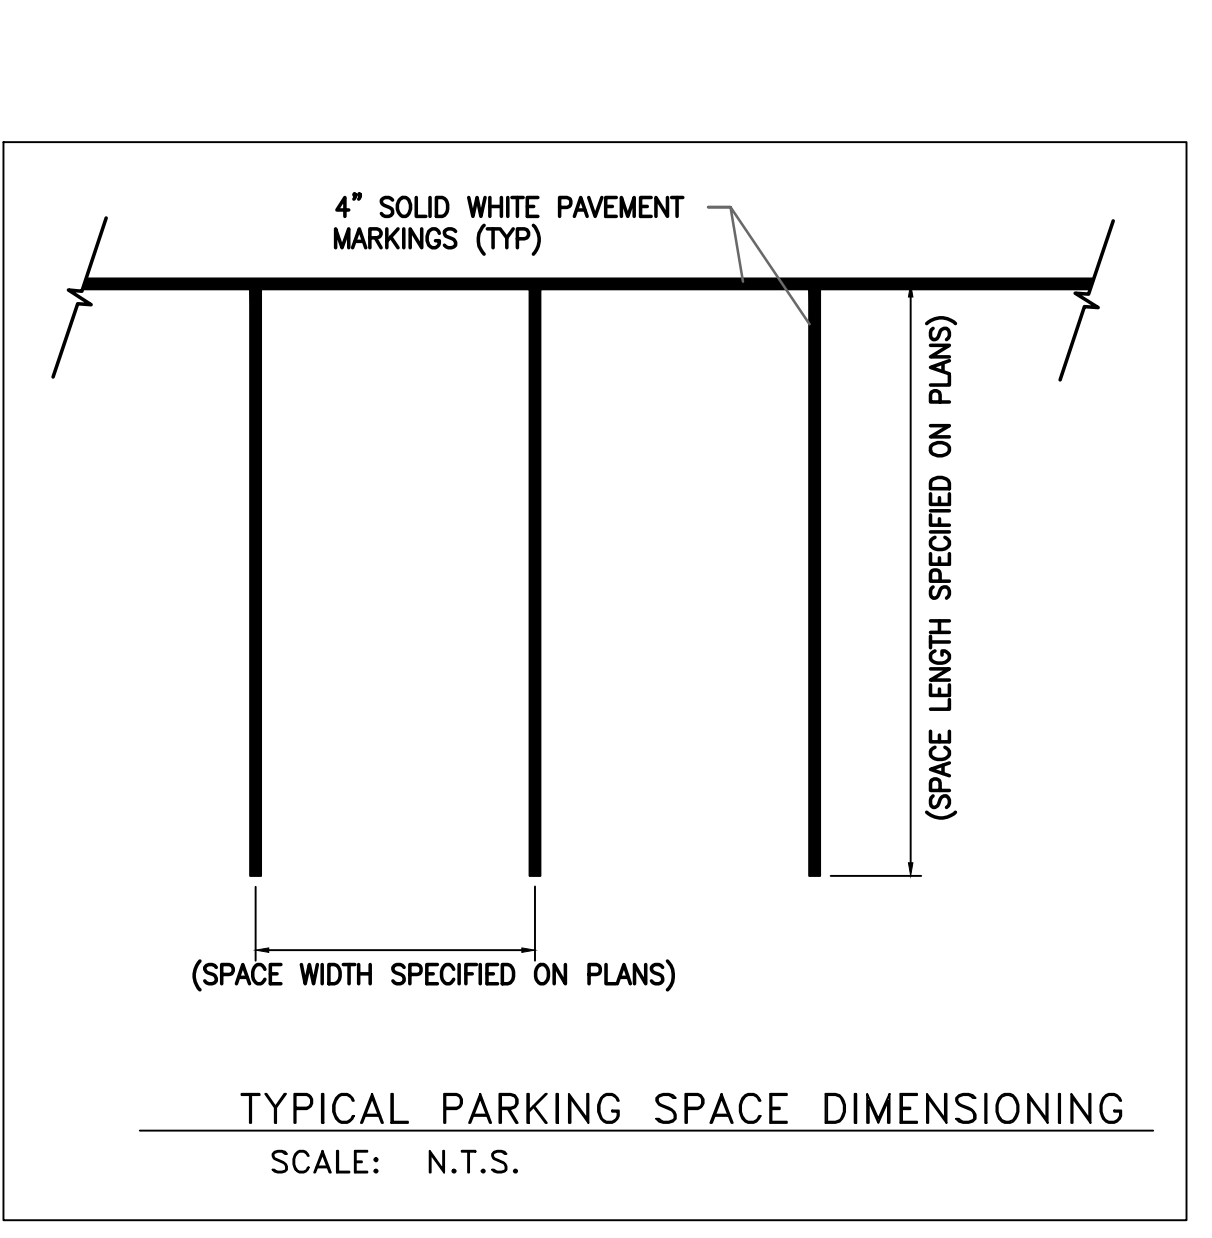 4” SOLID WHITE PAVEMENT
MARKINGS (TYP)
(SPACE LENGTH SPECIFIED ON PLANS)
(SPACE WIDTH SPECIFIED ON PLANS)
TYPICAL PARKING SPACE DIMENSIONING
SCALE: N.T.S.